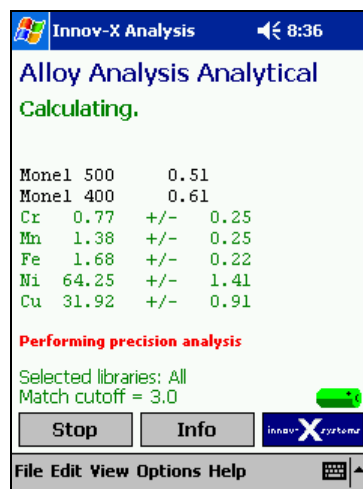 Innov-X Analysis 8:36
Alloy Analysis Analytical
Calculating.
Monel 500 0.51
Monel 400 0.61
Cr 0.77 +/- 0.25
Mn 1.38 +/- 0.25
Fe 1.68 +/- 0.22
Ni 64.25 +/- 1.41
Cu 31.92 +/- 0.91
Performing precision analysis
Selected libraries: All
Match cutoff = 3.0
Stop Info innov-X systems
File Edit View Options Help